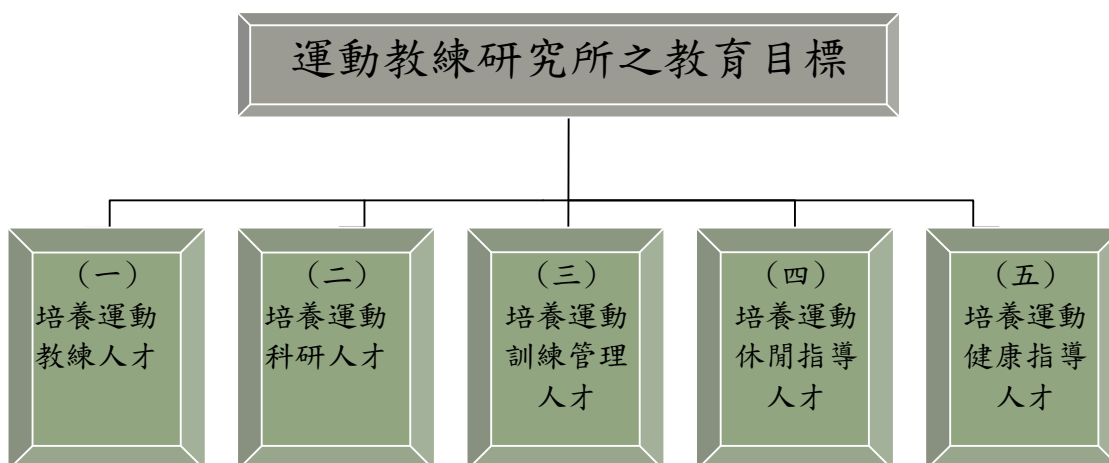 運動教練研究所之教育目標
（一）
培養運動
教練人才
（二）
培養運動
科研人才
（三）
培養運動
訓練管理
人才
（四）
培養運動
休閒指導
人才
（五）
培養運動
健康指導
人才